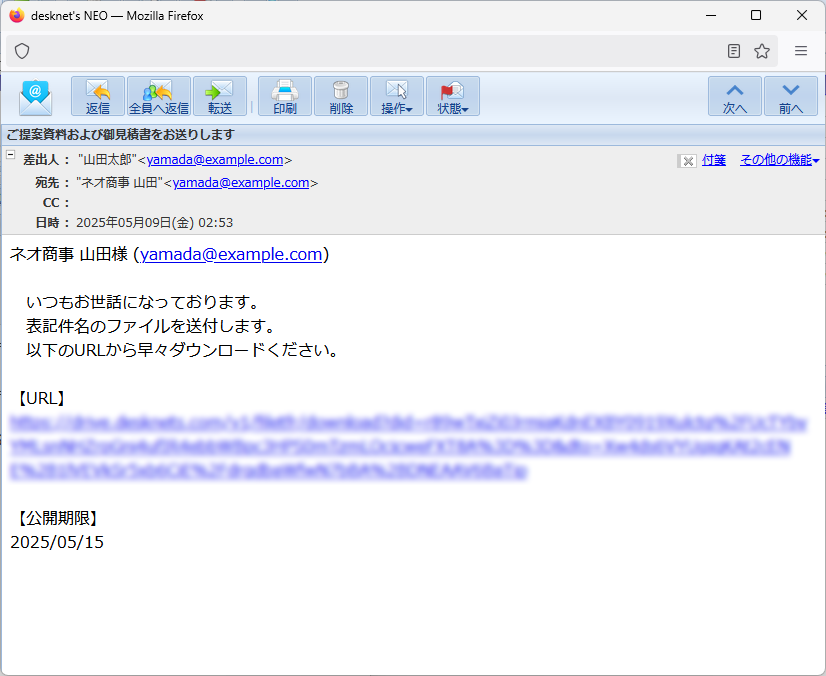 desknet's NEO — Mozilla Firefox
返信
全員へ返信
転送
印刷
削除
操作
状態
次へ
前へ
ご提案資料および御見積書をお送りします
差出人： "山田太郎"<yamada@example.com>
付箋 その他の機能
宛先： "ネオ商事 山田"<yamada@example.com>
CC：
日時： 2025年05月09日(金) 02:53
ネオ商事 山田様 (yamada@example.com)
いつもお世話になっております。
表記件名のファイルを送付します。
以下のURLから早々ダウンロードください。
【URL】
【公開期限】
2025/05/15